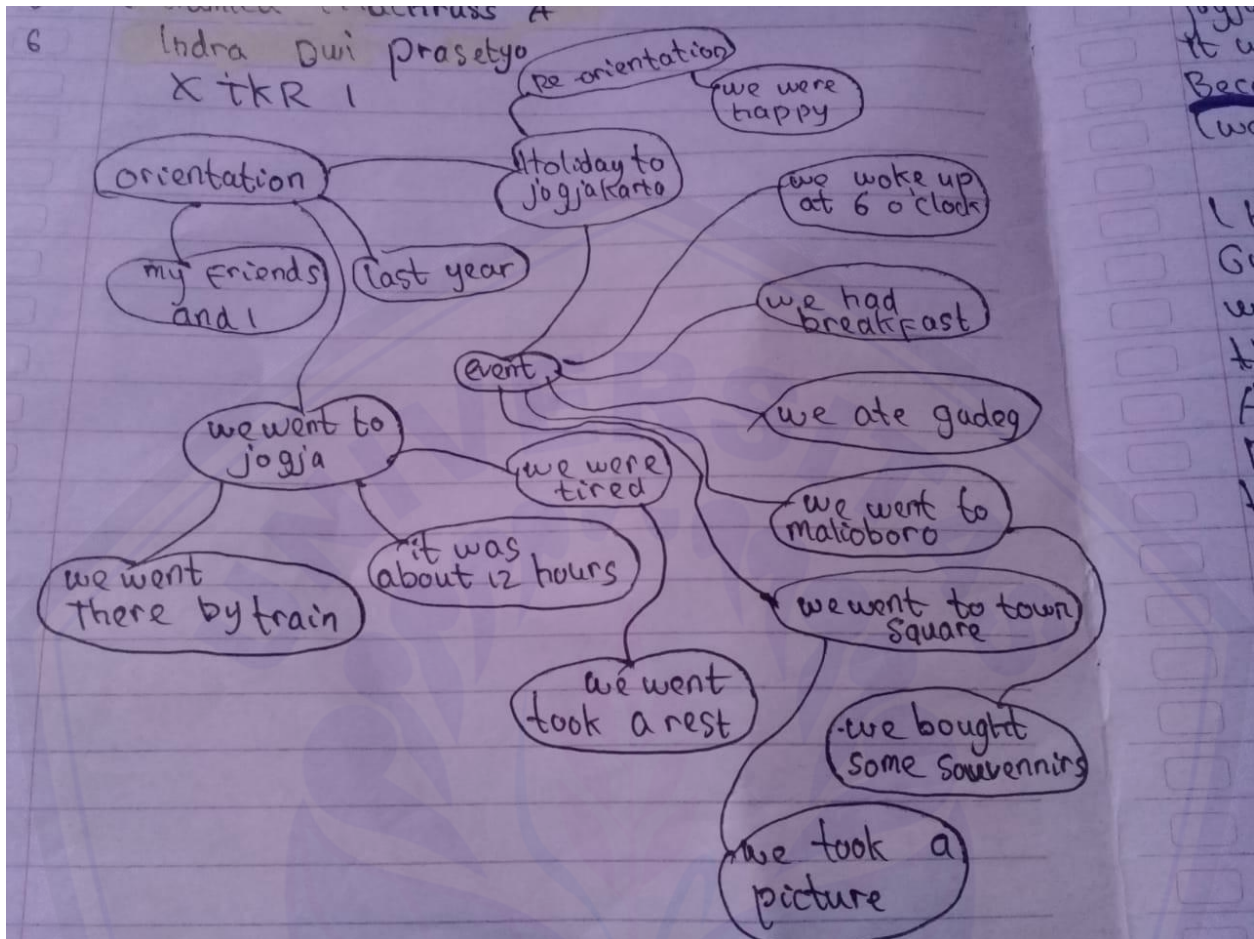 6
Indra Dwi prasetyo
X tkR 1
Re-orientation
we were
happy
orientation
Holiday to
jogjakarta
we woke up
at 6 o'clock
my Friends
and I
last year
we had
breakfast
event
we ate gudeg
we went to
jogja
we were
tired
we went to
malioboro
it was
about 12 hours
we went
There by train
we went to town
Square
we went
took a rest
we bought
Some Souvennirs
we took a
picture